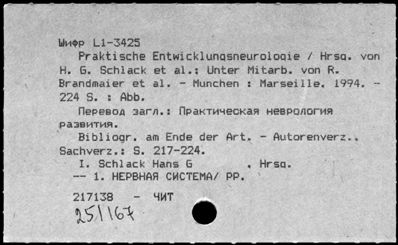 Шифр L1-3425
Praktische Entwicklungsneurologie / Hrsg. von
H. G. Schlack et al.; Unter Mitarb. von R.
Brandmaier et al. - Munchen : Marseille, 1994. -
224 S. : Abb.
Перевод загл.: Практическая неврология
развития.
Bibliogr. am Ende der Art. - Autorenverz.,
Sachverz.: S. 217-224.
I. Schlack Hans G , Hrsg.
-- 1. НЕРВНАЯ СИСТЕМА/ РР.
217138 - ЧИТ
251/167